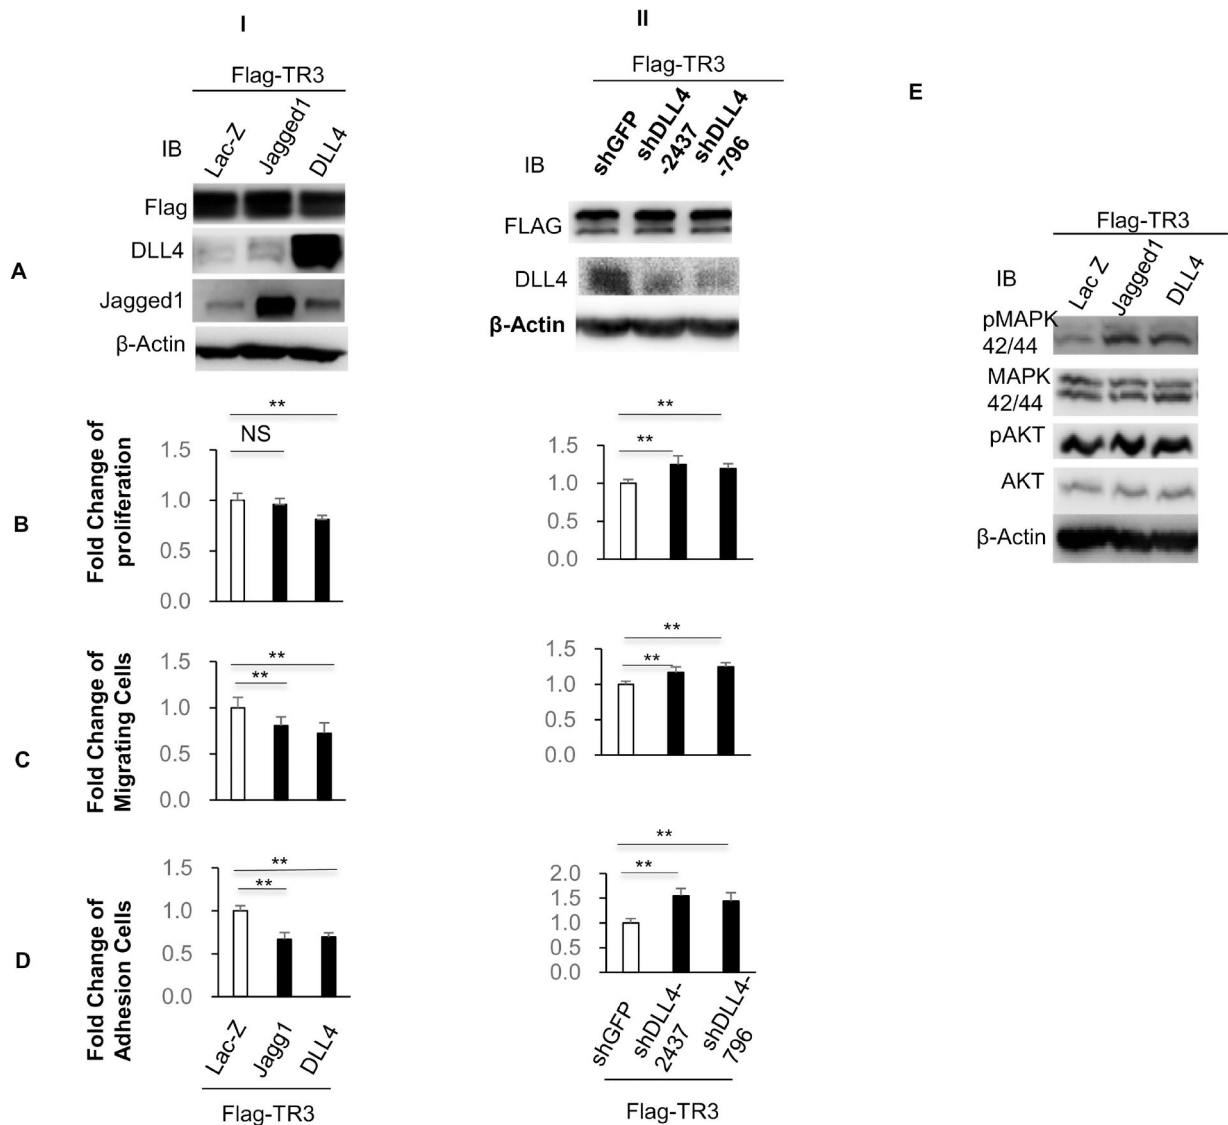 I
Flag-TR3
IB
Lac-Z
Jagged1
DLL4
Flag
DLL4
Jagged1
β-Actin
A
II
Flag-TR3
IB
shGFP
shDLL4
-2437
shDLL4
-796
FLAG
DLL4
β-Actin
E
Flag-TR3
IB
Lac Z
Jagged1
DLL4
pMAPK
42/44
MAPK
42/44
pAKT
AKT
β-Actin
B
Fold Change of
proliferation
**
NS
1.5
1.0
0.5
0.0
**
**
1.5
1.0
0.5
0.0
C
Fold Change of
Migrating Cells
**
**
1.5
1.0
0.5
0.0
**
**
1.5
1.0
0.5
0.0
D
Fold Change of
Adhesion Cells
**
**
1.5
1.0
0.5
0.0
Lac-Z
Jagg1
DLL4
Flag-TR3
**
**
2.0
1.5
1.0
0.5
0.0
shGFP
shDLL4-
2437
shDLL4-
796
Flag-TR3